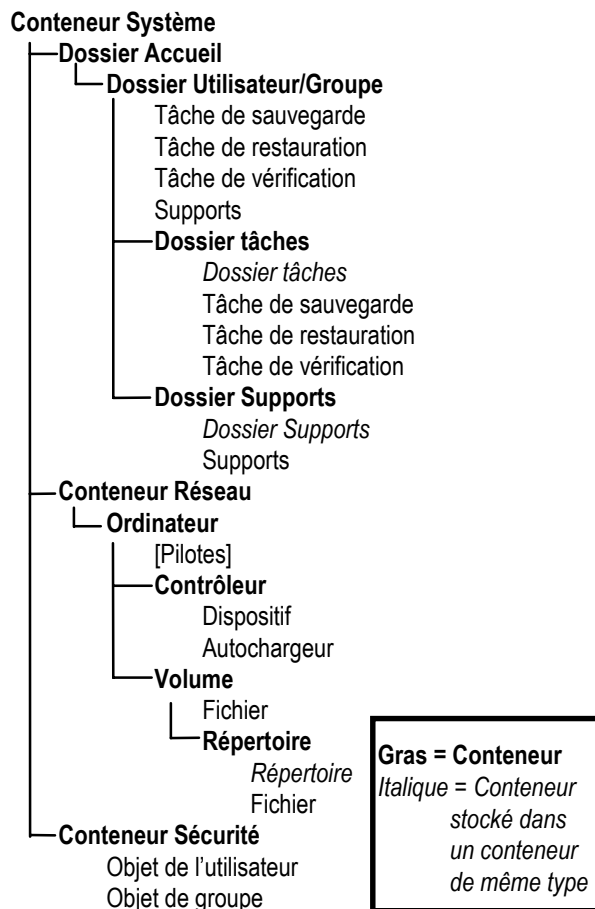 Conteneur Système
Dossier Accueil
Dossier Utilisateur/Groupe
Tâche de sauvegarde
Tâche de restauration
Tâche de vérification
Supports
Dossier tâches
Dossier tâches
Tâche de sauvegarde
Tâche de restauration
Tâche de vérification
Dossier Supports
Dossier Supports
Supports
Conteneur Réseau
Ordinateur
[Pilotes]
Contrôleur
Dispositif
Autochargeur
Volume
Fichier
Répertoire
Répertoire
Fichier
Conteneur Sécurité
Objet de l’utilisateur
Objet de groupe
Gras = Conteneur
Italique = Conteneur
stocké dans
un conteneur
de même type